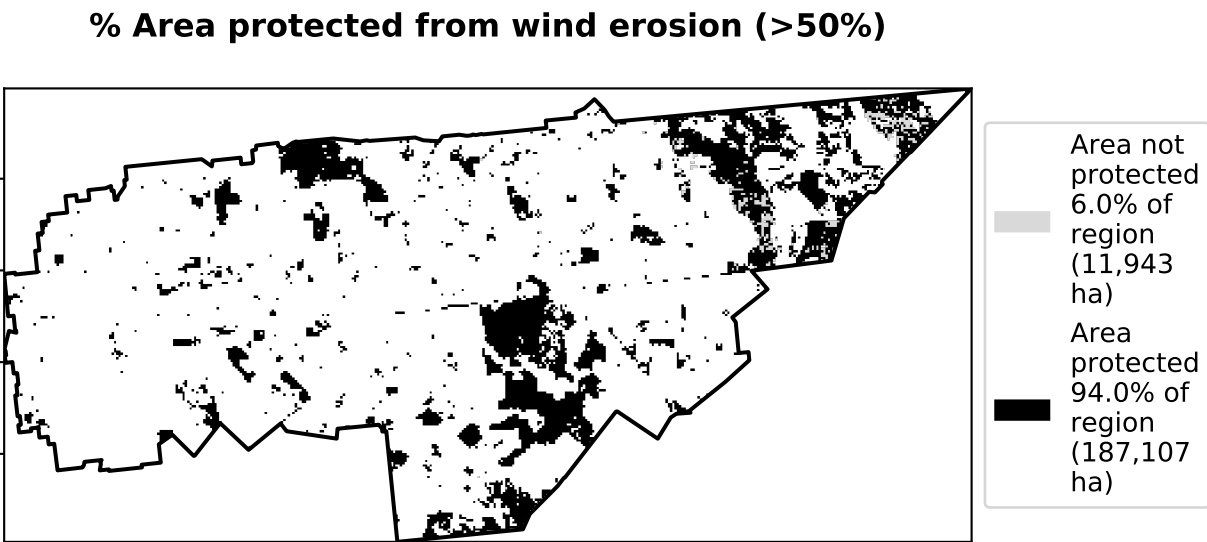 % Area protected from wind erosion (>50%)
Area not
protected
6.0% of
region
(11,943
ha)
Area
protected
94.0% of
region
(187,107
ha)